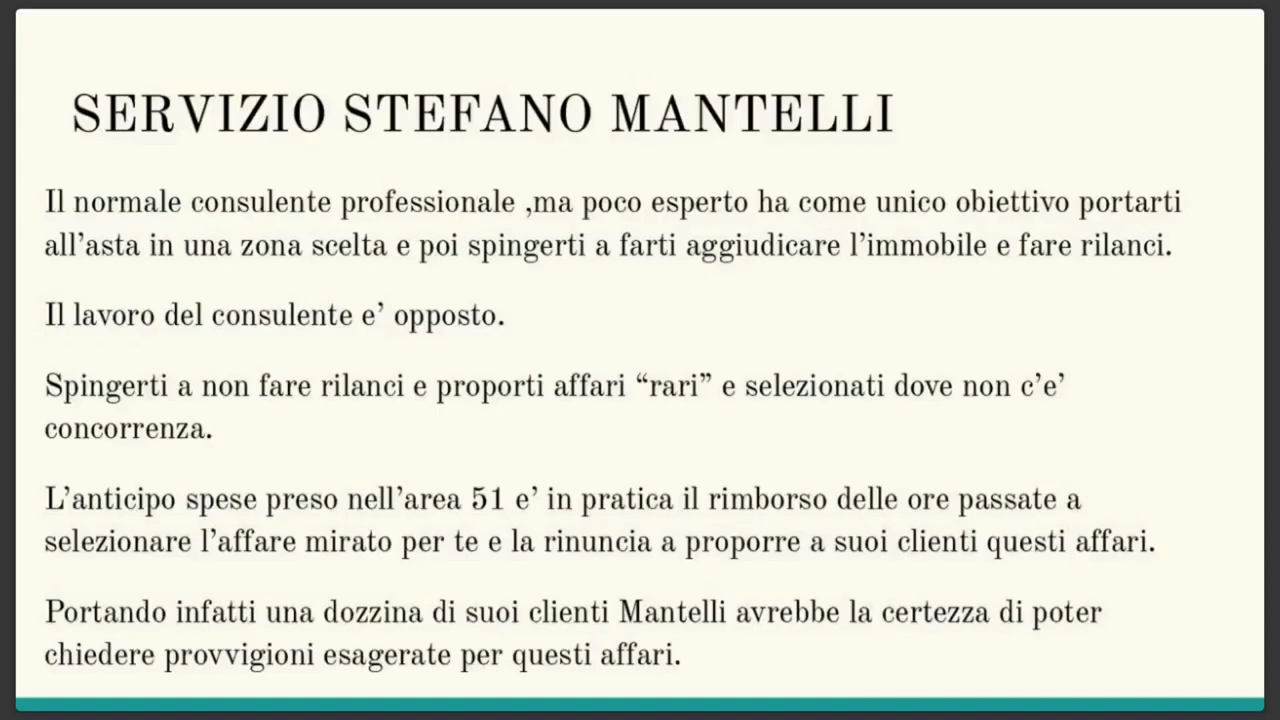 SERVIZIO STEFANO MANTELLI
Il normale consulente professionale ,ma poco esperto ha come unico obiettivo portarti
all’asta in una zona scelta e poi spingerti a farti aggiudicare l’immobile e fare rilanci.
Il lavoro del consulente e’ opposto.
Spingerti a non fare rilanci e proporti affari “rari” e selezionati dove non c’e’
concorrenza.
L’anticipo spese preso nell’area 51 e’ in pratica il rimborso delle ore passate a
selezionare l’affare mirato per te e la rinuncia a proporre a suoi clienti questi affari.
Portando infatti una dozzina di suoi clienti Mantelli avrebbe la certezza di poter
chiedere provvigioni esagerate per questi affari.